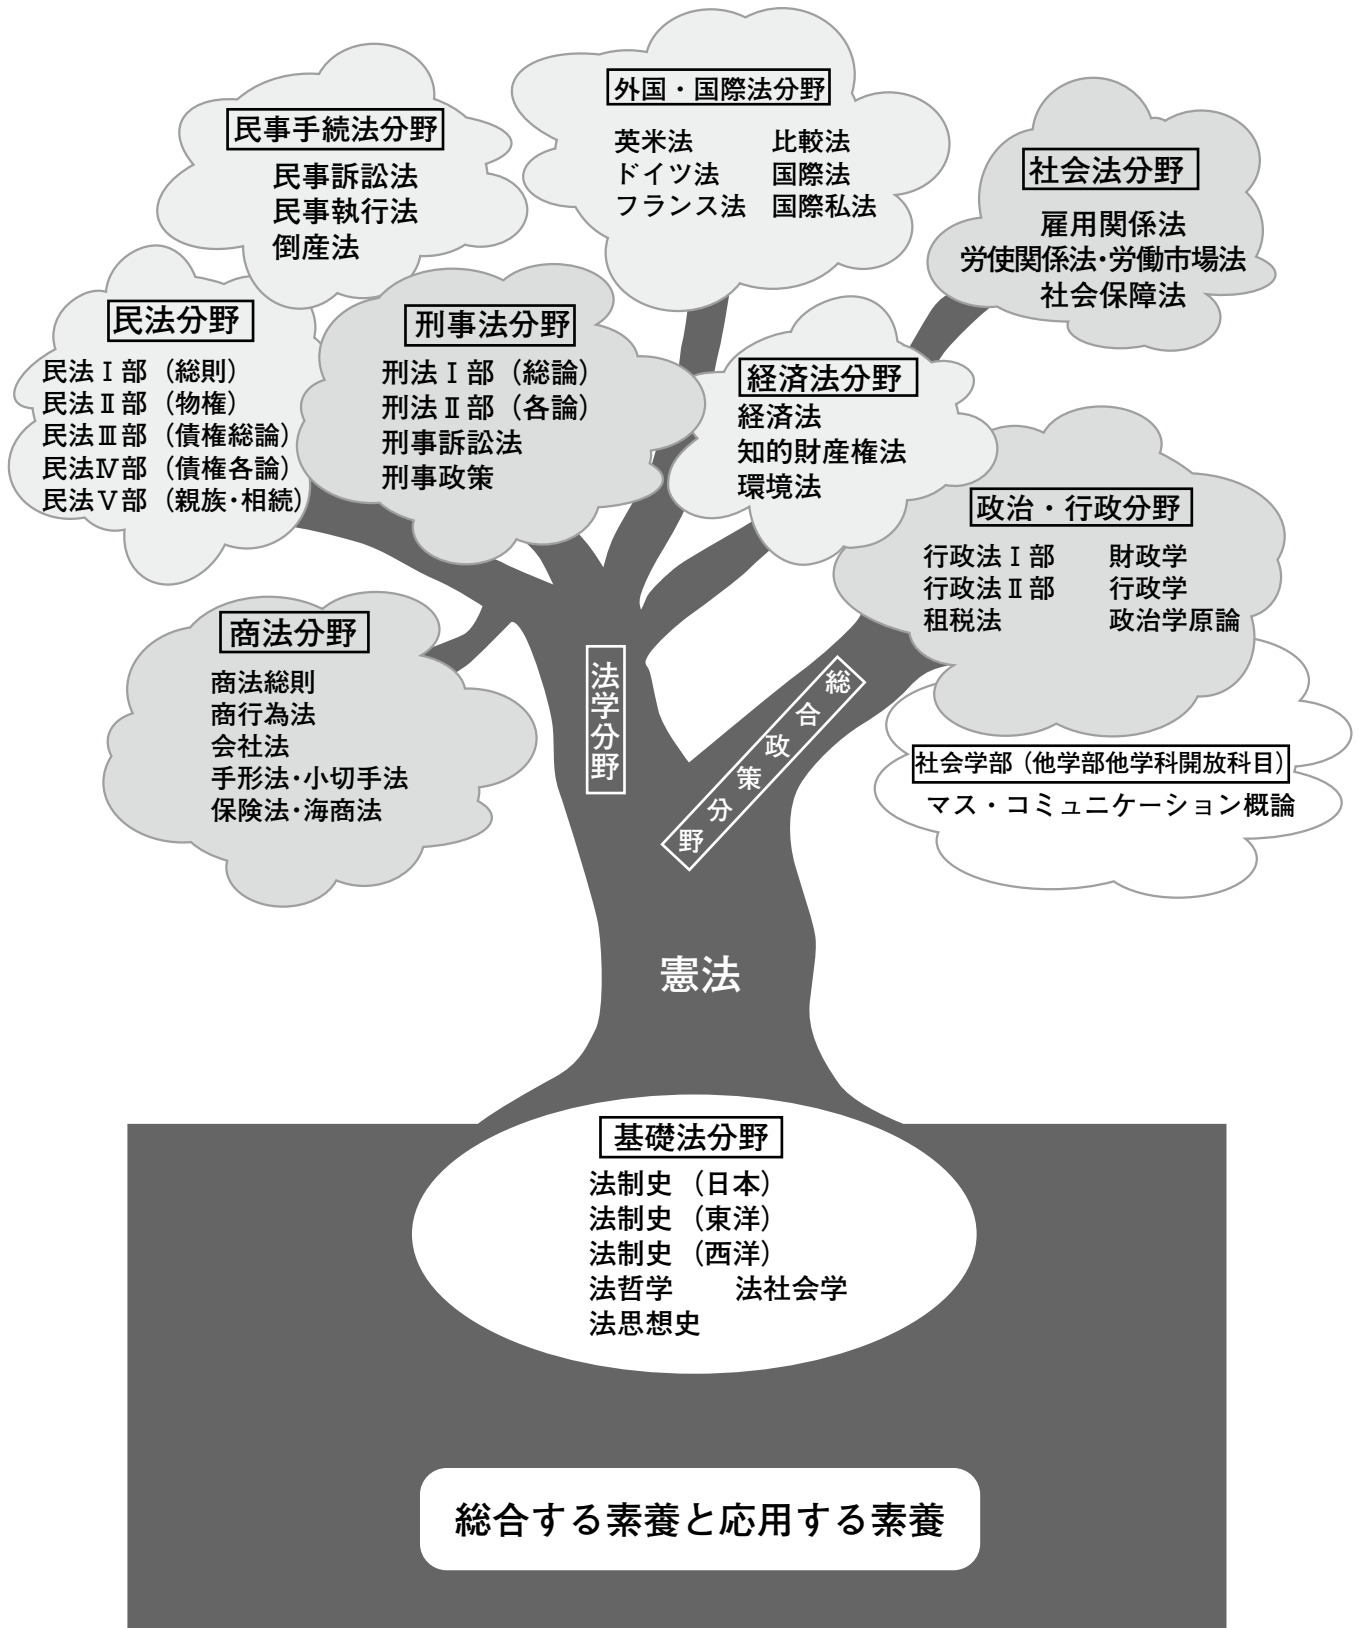 外国・国際法分野
英米法 比較法
ドイツ法 国際法
フランス法 国際私法
民事手続法分野
民事訴訟法
民事執行法
倒産法
社会法分野
雇用関係法
労使関係法・労働市場法
社会保障法
民法分野
民法Ⅰ部（総則）
民法Ⅱ部（物権）
民法Ⅲ部（債権総論）
民法Ⅳ部（債権各論）
民法Ⅴ部（親族・相続）
刑事法分野
刑法Ⅰ部（総論）
刑法Ⅱ部（各論）
刑事訴訟法
刑事政策
経済法分野
経済法
知的財産権法
環境法
政治・行政分野
行政法Ⅰ部 財政学
行政法Ⅱ部 行政学
租税法 政治学原論
商法分野
商法総則
商行為法
会社法
手形法・小切手法
保険法・海商法
法学分野
総合政策分野
社会学部（他学部他学科開放科目）
マス・コミュニケーション概論
憲法
基礎法分野
法制史（日本）
法制史（東洋）
法制史（西洋）
法哲学 法社会学
法思想史
総合する素養と応用する素養